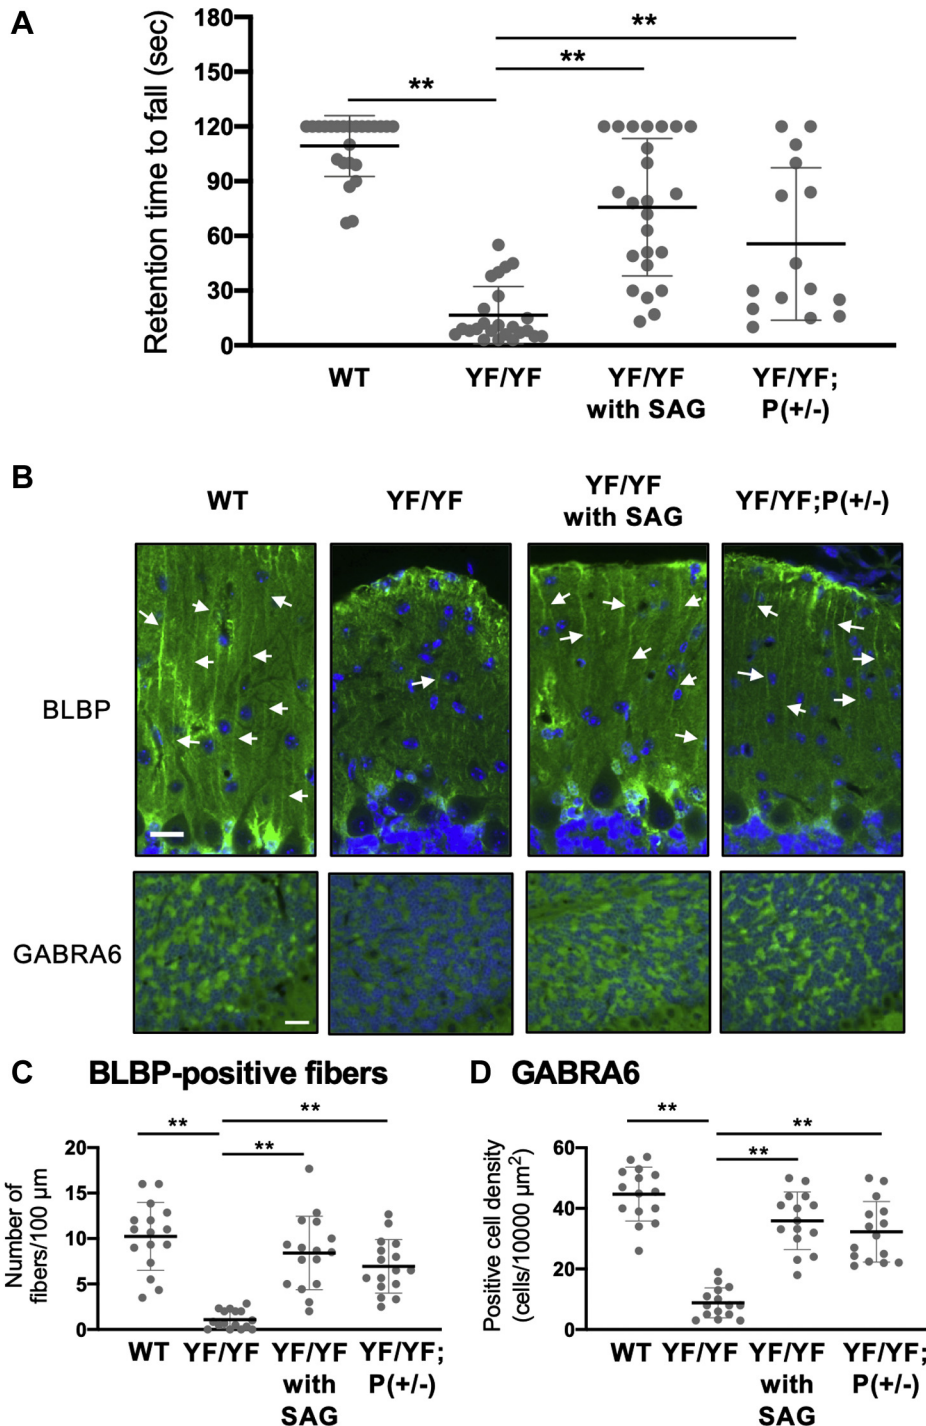 A
Retention time to fall (sec)
180
150
120
90
60
30
0
**
**
**
WT
YF/YF
YF/YF
with SAG
YF/YF;
P(+/-)
B
WT
YF/YF
YF/YF
with SAG
YF/YF;P(+/-)
BLBP
GABRA6
C BLBP-positive fibers
Number of
fibers/100 µm
20
15
10
5
0
**
**
**
WT
YF/YF
YF/YF
with
SAG
YF/YF;
P(+/-)
D GABRA6
Positive cell density
(cells/10000 µm²)
60
40
20
0
**
**
**
WT
YF/YF
YF/YF
with
SAG
YF/YF;
P(+/-)